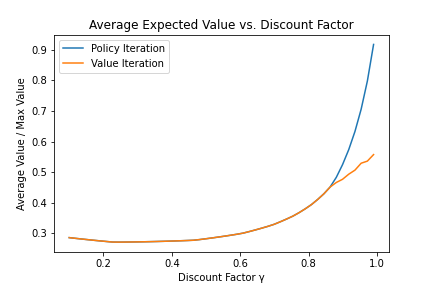 Average Expected Value vs. Discount Factor
Policy Iteration
Value Iteration
Average Value / Max Value
0.9
0.8
0.7
0.6
0.5
0.4
0.3
0.2
0.4
0.6
0.8
1.0
Discount Factor γ